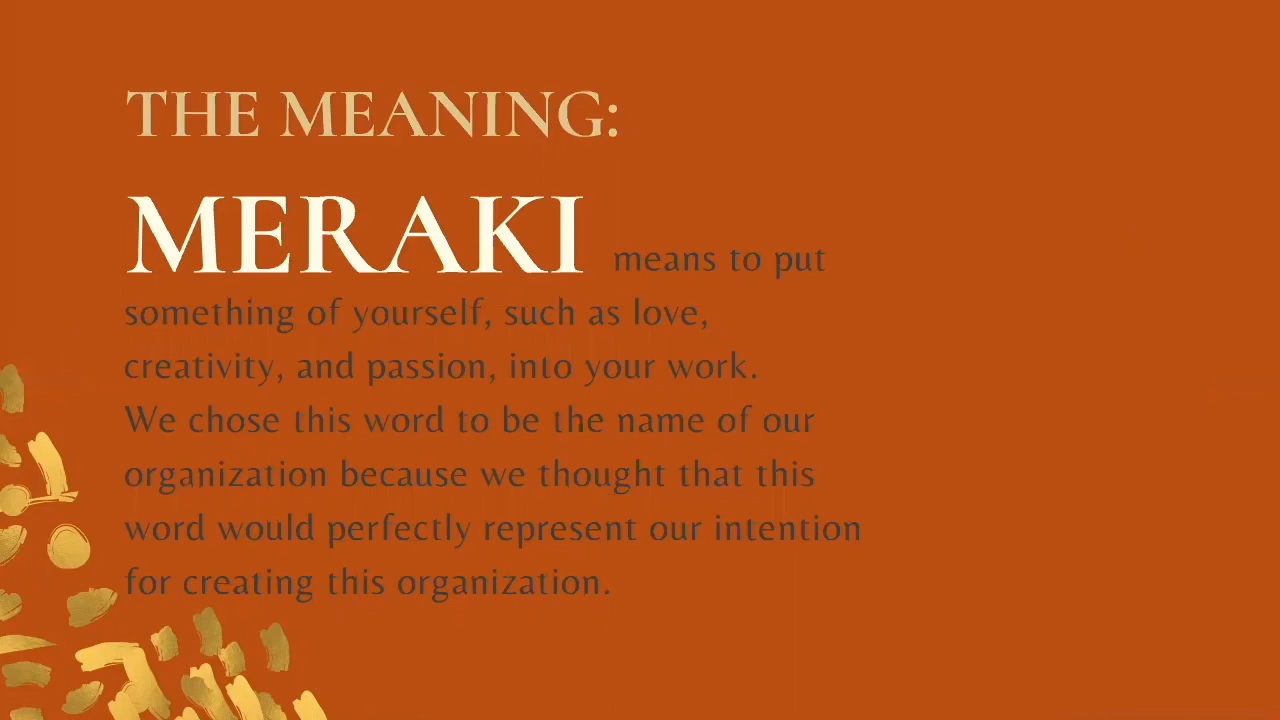 THE MEANING:
MERAKI means to put
something of yourself, such as love,
creativity, and passion, into your work.
We chose this word to be the name of our
organization because we thought that this
word would perfectly represent our intention
for creating this organization.